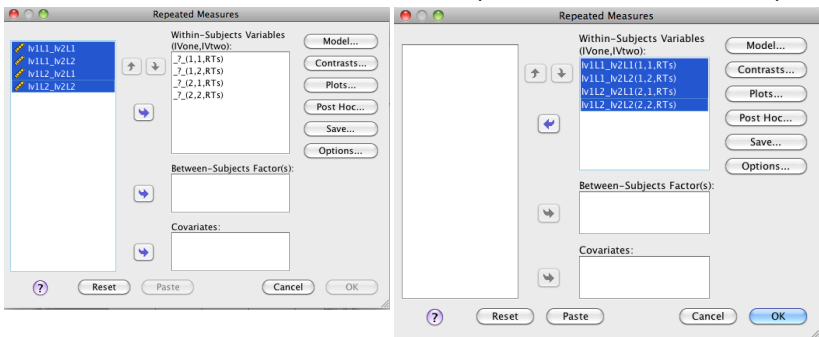 Repeated Measures
Iv1L1_Iv2L1
Iv1L1_Iv2L2
Iv1L2_Iv2L1
Iv1L2_Iv2L2
Within-Subjects Variables
(IVone,IVtwo):
_?_(1,1,RTs)
_?_(1,2,RTs)
_?_(2,1,RTs)
_?_(2,2,RTs)
Model...
Contrasts...
Plots...
Post Hoc...
Save...
Options...
Between-Subjects Factor(s):
Covariates:
?
Reset
Paste
Cancel
OK
Repeated Measures
Within-Subjects Variables
(IVone,IVtwo):
Iv1L1_Iv2L1(1,1,RTs)
Iv1L1_Iv2L2(1,2,RTs)
Iv1L2_Iv2L1(2,1,RTs)
Iv1L2_Iv2L2(2,2,RTs)
Model...
Contrasts...
Plots...
Post Hoc...
Save...
Options...
Between-Subjects Factor(s):
Covariates:
?
Reset
Paste
Cancel
OK